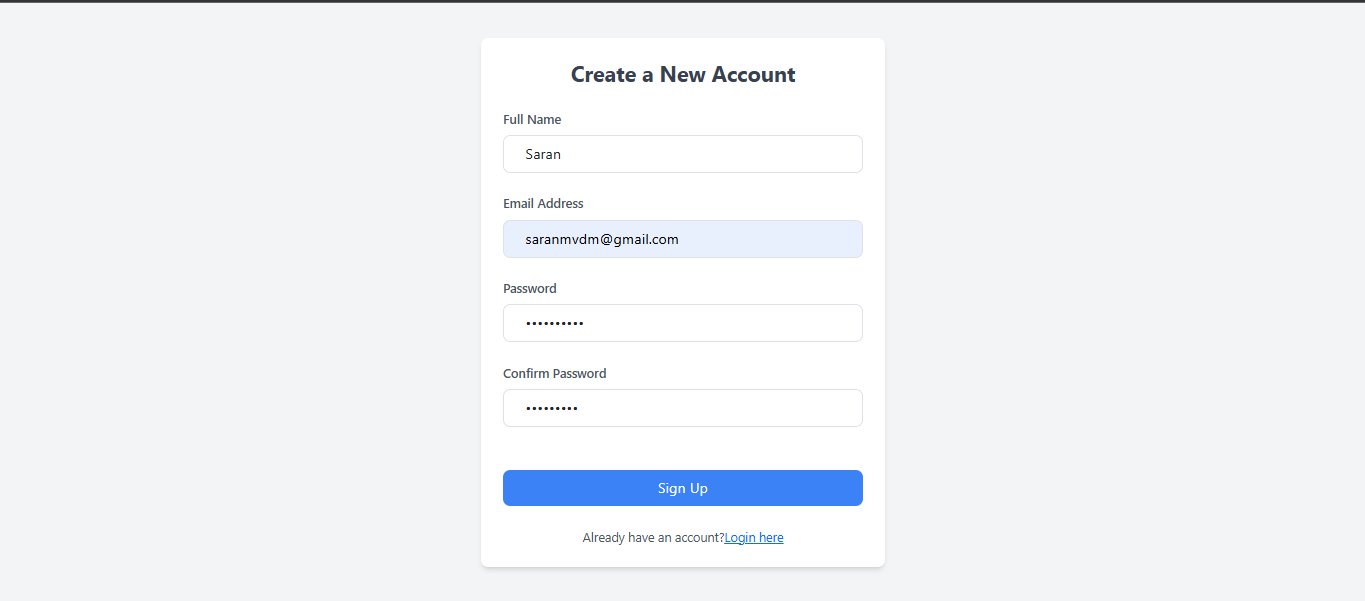 Create a New Account
Full Name
Saran
Email Address
saranmvdm@gmail.com
Password
••••••••••
Confirm Password
•••••••••
Sign Up
Already have an account?Login here